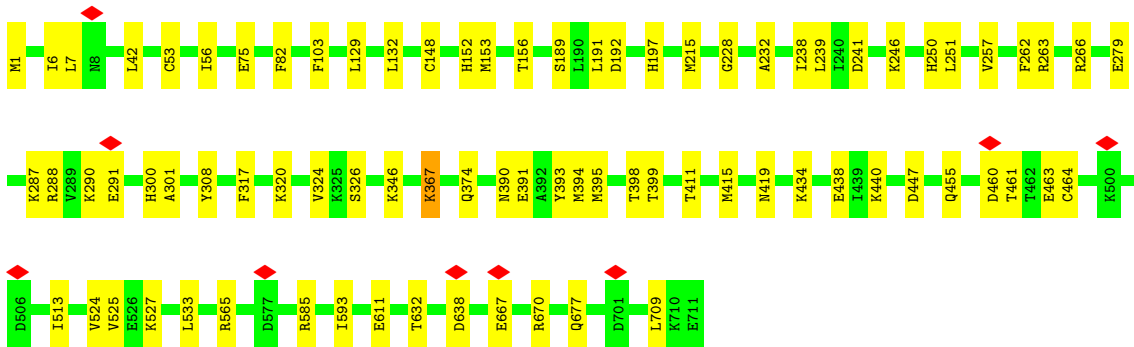 M1 I6 L7 N8 L42 C53 I56 E75 F82 F103 L129 L132 C148 H152 M153 T156 S189 L190 L191 D192 H197 M215 G228 A232 I238 L239 I240 D241 K246 H250 L251 V257 F262 R263 R266 E279
K287 R288 V289 K290 E291 H300 A301 Y308 F317 K320 V324 K325 S326 K346 K367 Q374 N390 E391 A392 Y393 M394 M395 T398 T399 T411 M415 N419 K434 E438 I439 K440 D447 Q455 D460 T461 T462 E463 C464 K500
D506 I513 V524 V525 E526 K527 L533 R565 D577 R585 I593 E611 T632 D638 E667 R670 Q677 D701 L709 K710 E711